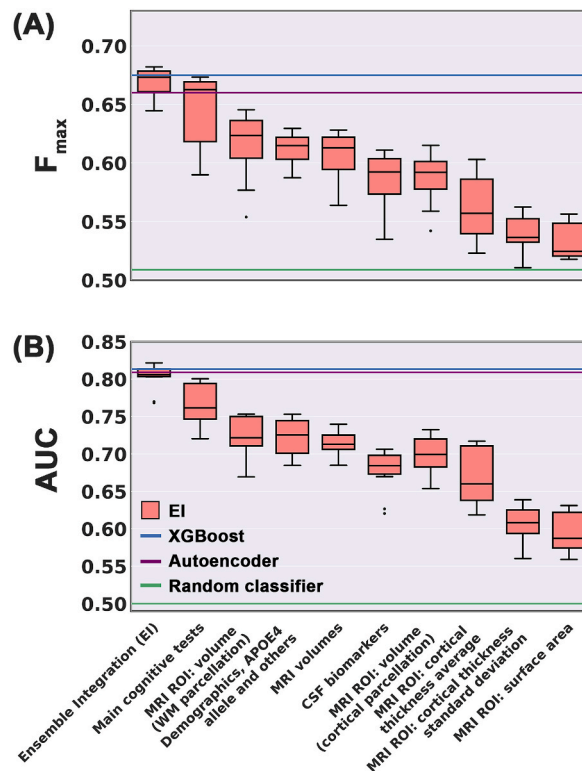 (A)
F max
0.70
0.65
0.60
0.55
0.50
(B)
AUC
0.85
0.80
0.75
0.70
0.65
0.60
0.55
0.50
EI
XGBoost
Autoencoder
Random classifier
Ensemble Integration (EI)
Main cognitive tests
MRI ROI: volume
(WM parcellation)
Demographics, APOE4
allele and others
MRI volumes
CSF biomarkers
MRI ROI: volume
(cortical parcellation)
MRI ROI: cortical
thickness average
MRI ROI: cortical thickness
standard deviation
MRI ROI: surface area